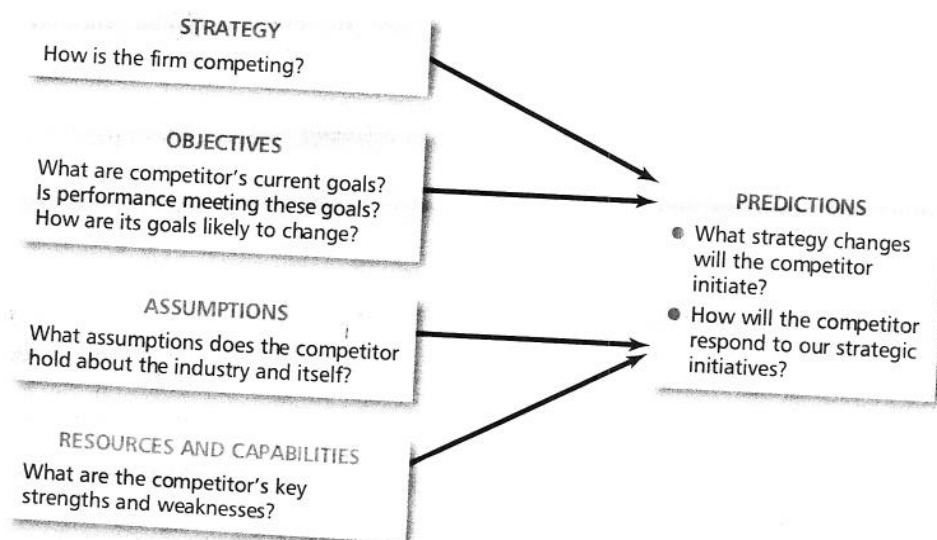 STRATEGY
How is the firm competing?
OBJECTIVES
What are competitor's current goals?
Is performance meeting these goals?
How are its goals likely to change?
ASSUMPTIONS
What assumptions does the competitor
hold about the industry and itself?
RESOURCES AND CAPABILITIES
What are the competitor's key
strengths and weaknesses?
PREDICTIONS
● What strategy changes
will the competitor
initiate?
● How will the competitor
respond to our strategic
initiatives?